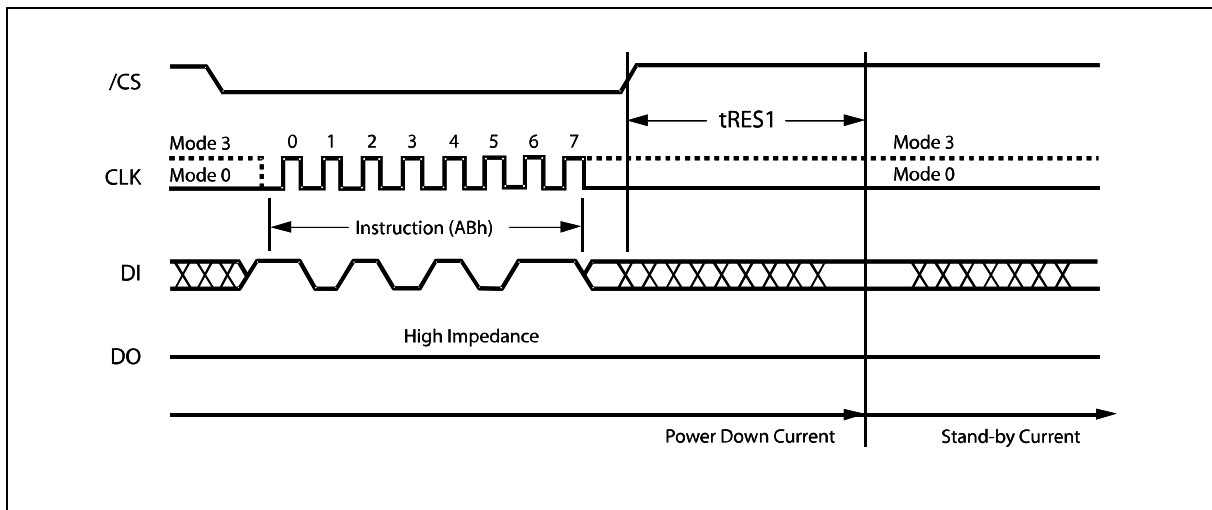 /CS
tRES1
Mode 3
0 1 2 3 4 5 6 7
Mode 3
CLK
Mode 0
Mode 0
Instruction (ABh)
DI
High Impedance
DO
Power Down Current
Stand-by Current